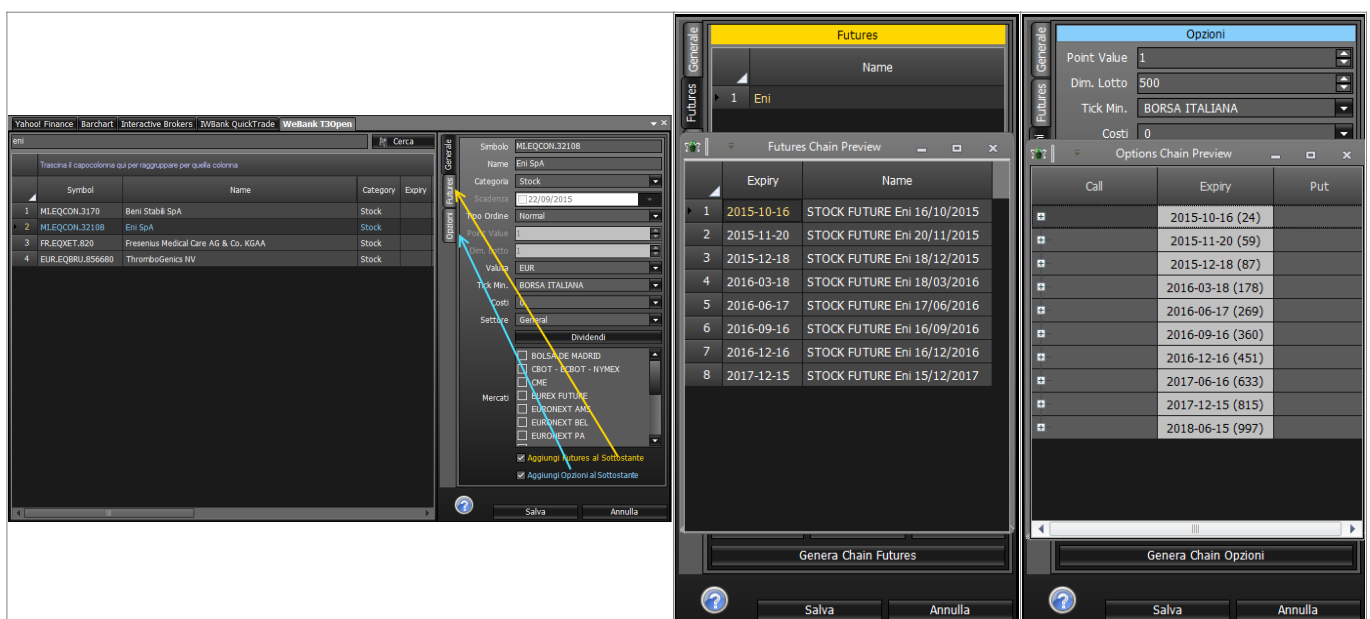 Yahoo! Finance Barchart Interactive Brokers IWBank QuickTrade WeBank T3Open
eni Cerca
Trascina il capocolonna qui per raggruppare per quella colonna
Symbol Name Category Expiry
1 MI.EQCON.3170 Beni Stabili SpA Stock
2 MI.EQCON.32108 Eni SpA Stock
3 FR.EQXET.820 Fresenius Medical Care AG & Co. KGAA Stock
4 EUR.EQBRU.856680 ThromboGenics NV Stock
Generale
Futures
Opzioni
Simbolo MI.EQCON.32108
Name Eni SpA
Categoria Stock
Scadenza 22/09/2015
Tipo Ordine Normal
Point Value 1
Dim. Lotto 1
Valuta EUR
Tick Min. BORSA ITALIANA
Costi 0
Settore General
Dividendi
Mercati
BOLSA DE MADRID
CBOT - ECBOT - NYMEX
CME
EUREX FUTURE
EURONEXT AMS
EURONEXT BEL
EURONEXT PA
Aggiungi Futures al Sottostante
Aggiungi Opzioni al Sottostante
Salva Annulla
Generale
Futures
Futures
Name
1 Eni
Futures Chain Preview
Expiry Name
1 2015-10-16 STOCK FUTURE Eni 16/10/2015
2 2015-11-20 STOCK FUTURE Eni 20/11/2015
3 2015-12-18 STOCK FUTURE Eni 18/12/2015
4 2016-03-18 STOCK FUTURE Eni 18/03/2016
5 2016-06-17 STOCK FUTURE Eni 17/06/2016
6 2016-09-16 STOCK FUTURE Eni 16/09/2016
7 2016-12-16 STOCK FUTURE Eni 16/12/2016
8 2017-12-15 STOCK FUTURE Eni 15/12/2017
Genera Chain Futures
Salva Annulla
Generale
Futures
Opzioni
Point Value 1
Dim. Lotto 500
Tick Min. BORSA ITALIANA
Costi 0
Options Chain Preview
Call Expiry Put
2015-10-16 (24)
2015-11-20 (59)
2015-12-18 (87)
2016-03-18 (178)
2016-06-17 (269)
2016-09-16 (360)
2016-12-16 (451)
2017-06-16 (633)
2017-12-15 (815)
2018-06-15 (997)
Genera Chain Opzioni
Salva Annulla